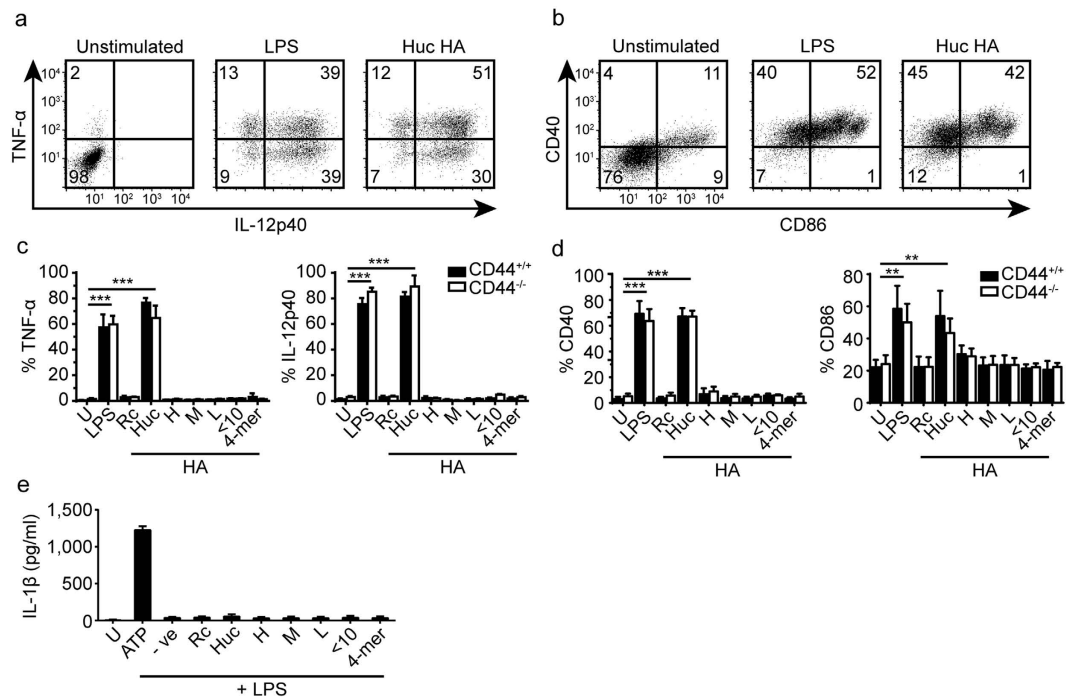 a
b
Unstimulated LPS Huc HA
Unstimulated LPS Huc HA
TNF-α
10⁴
10³
10²
10¹
2
98
13 39
9 39
12 51
7 30
10¹ 10² 10³ 10⁴
IL-12p40
CD40
10⁴
10³
10²
10¹
4 11
76 9
40 52
7 1
45 42
12 1
10¹ 10² 10³ 10⁴
CD86
c
d
% TNF-α
100
80
60
40
20
0
***
***
U LPS Rc Huc H M L <10 4-mer
HA
% IL-12p40
100
80
60
40
20
0
***
***
CD44+/+
CD44-/-
U LPS Rc Huc H M L <10 4-mer
HA
% CD40
100
80
60
40
20
0
***
***
U LPS Rc Huc H M L <10 4-mer
HA
% CD86
80
60
40
20
0
**
**
CD44+/+
CD44-/-
U LPS Rc Huc H M L <10 4-mer
HA
e
IL-1β (pg/ml)
1,500
1,000
500
0
U ATP - ve Rc Huc H M L <10 4-mer
+ LPS